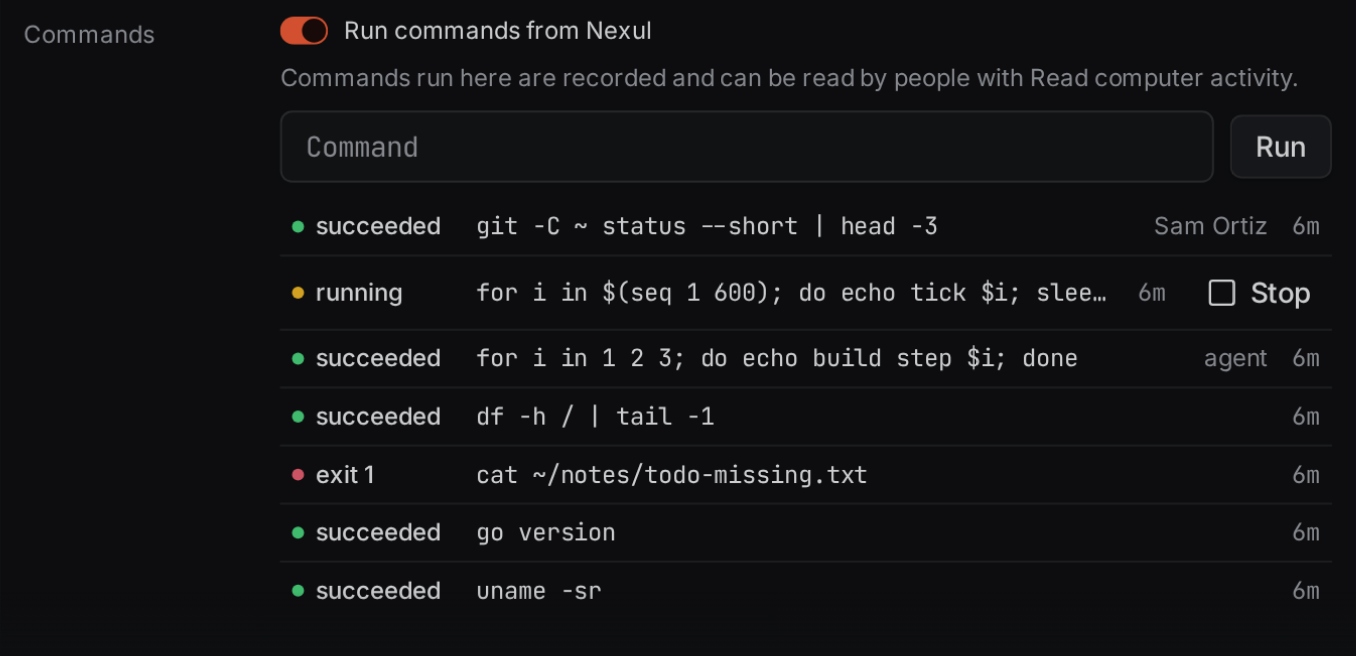 Commands
Run commands from Nexul
Commands run here are recorded and can be read by people with Read computer activity.
Command
Run
succeeded git -C ~ status --short | head -3 Sam Ortiz 6m
running for i in $(seq 1 600); do echo tick $i; slee… 6m Stop
succeeded for i in 1 2 3; do echo build step $i; done agent 6m
succeeded df -h / | tail -1 6m
exit 1 cat ~/notes/todo-missing.txt 6m
succeeded go version 6m
succeeded uname -sr 6m